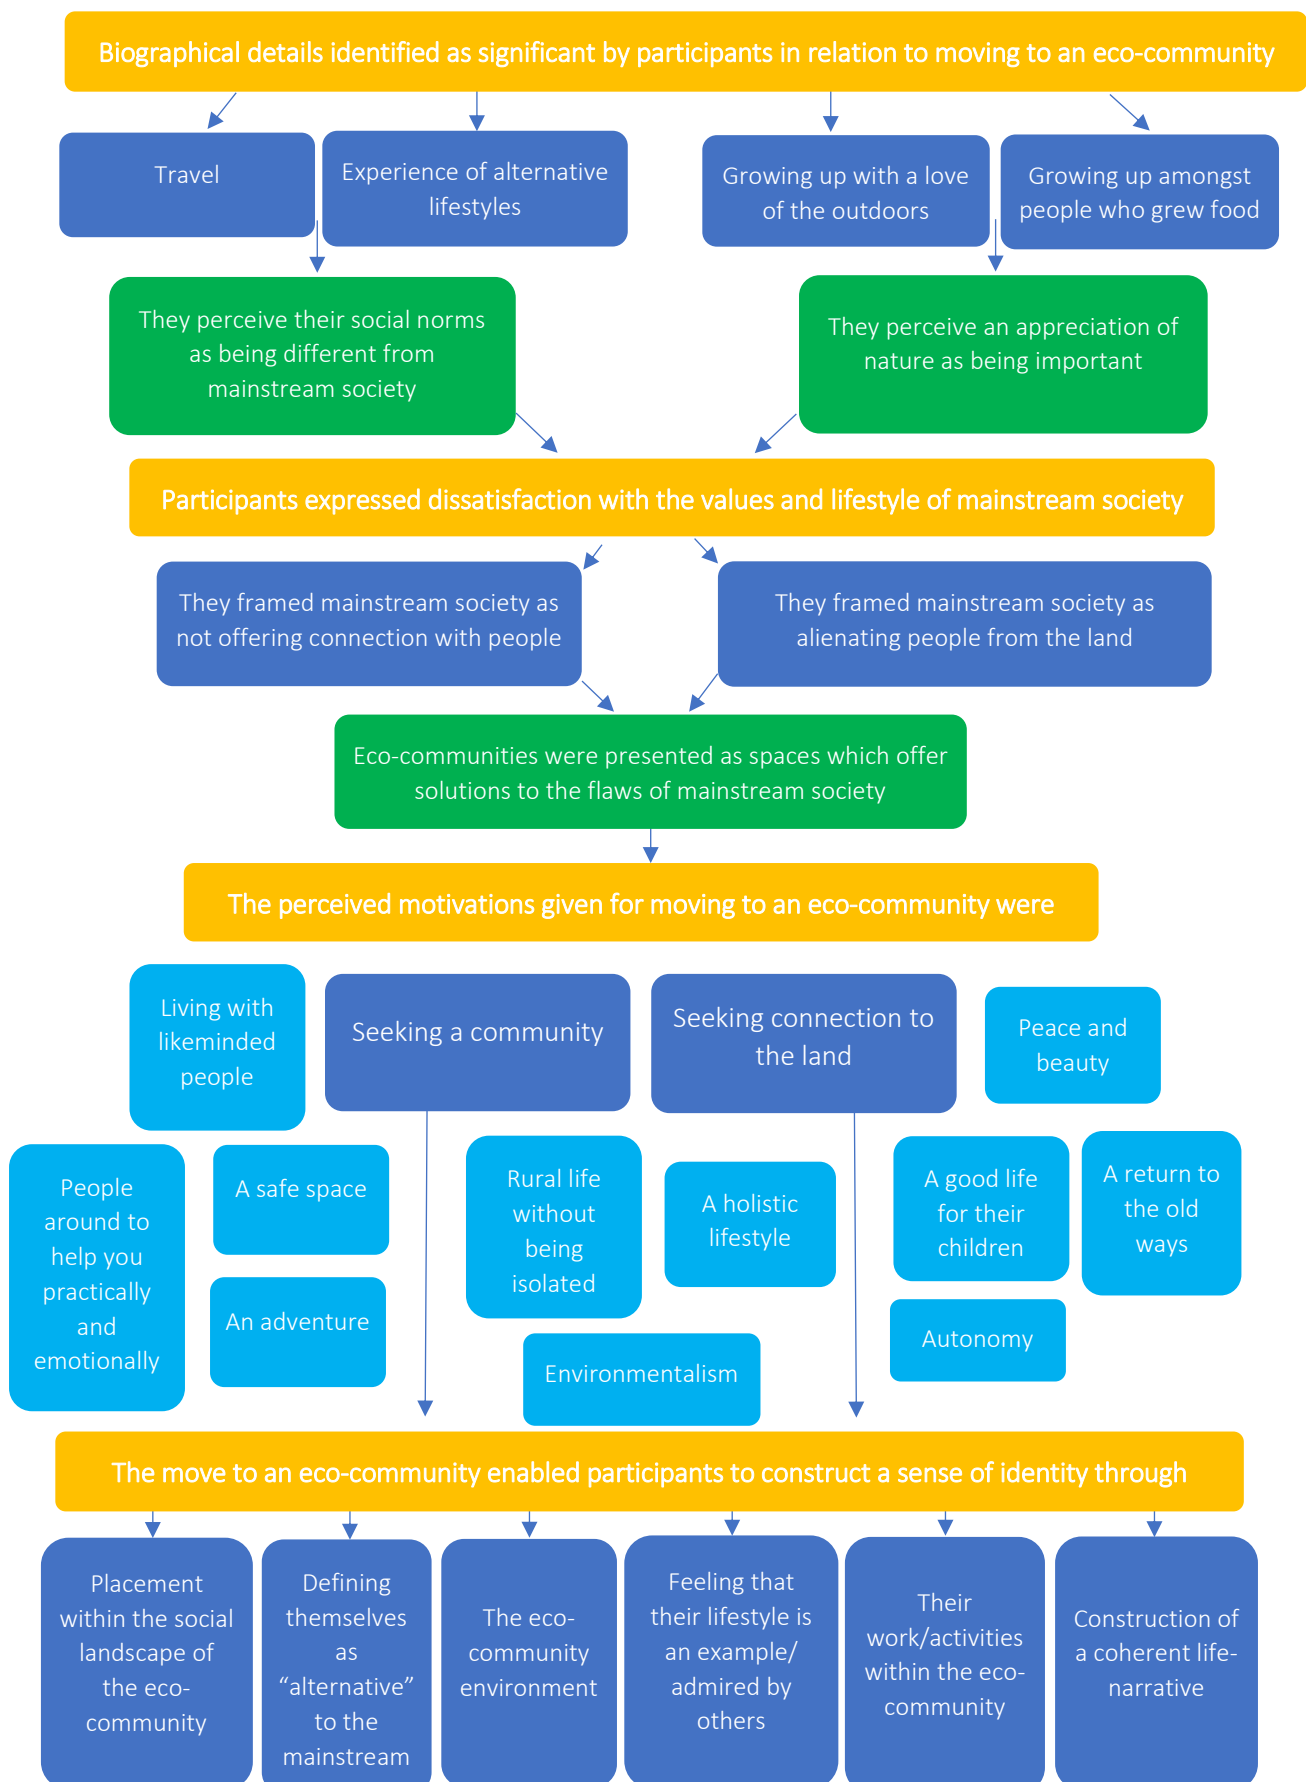 Biographical details identified as significant by participants in relation to moving to an eco-community
Travel
Experience of alternative
lifestyles
Growing up with a love
of the outdoors
Growing up amongst
people who grew food
They perceive their social norms
as being different from
mainstream society
They perceive an appreciation of
nature as being important
Participants expressed dissatisfaction with the values and lifestyle of mainstream society
They framed mainstream society as
not offering connection with people
They framed mainstream society as
alienating people from the land
Eco-communities were presented as spaces which offer
solutions to the flaws of mainstream society
The perceived motivations given for moving to an eco-community were
Living with
likeminded
people
Seeking a community
Seeking connection to
the land
Peace and
beauty
People
around to
help you
practically
and
emotionally
A safe space
An adventure
Rural life
without
being
isolated
A holistic
lifestyle
Environmentalism
A good life
for their
children
A return to
the old
ways
Autonomy
The move to an eco-community enabled participants to construct a sense of identity through
Placement
within the social
landscape of
the eco-
community
Defining
themselves
as
“alternative”
to the
mainstream
The eco-
community
environment
Feeling that
their lifestyle is
an example/
admired by
others
Their
work/activities
within the eco-
community
Construction of
a coherent life-
narrative